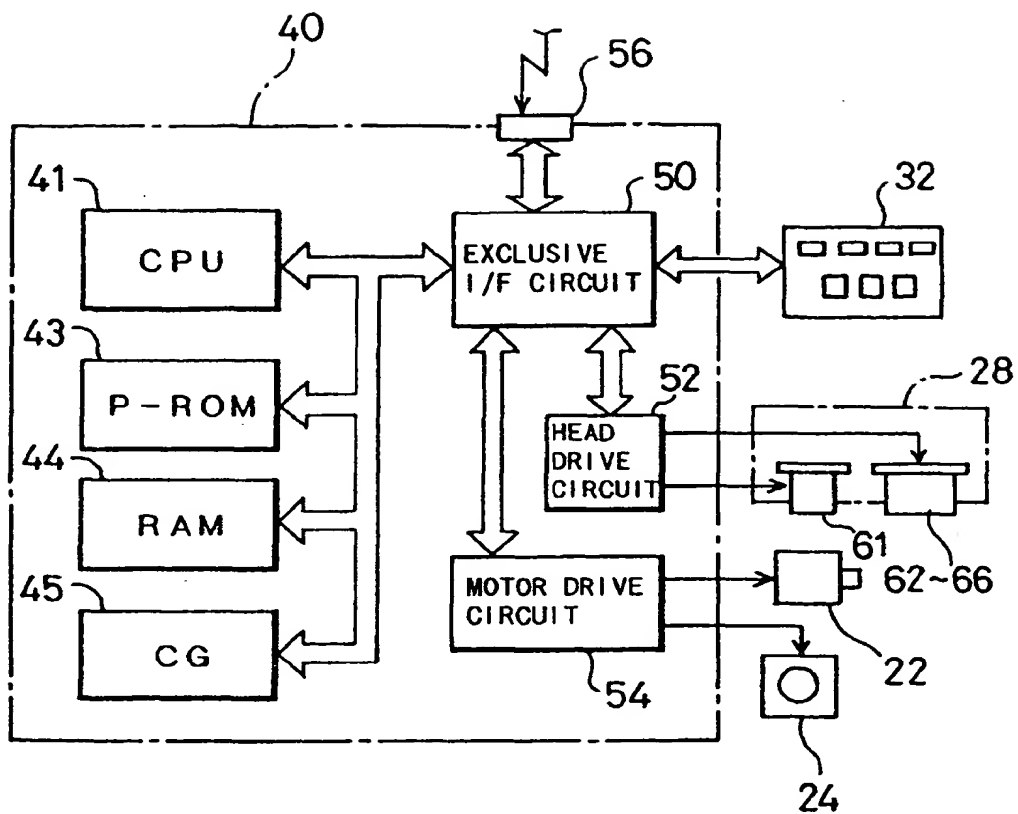 40
56
41
50
32
CPU
EXCLUSIVE
I/F CIRCUIT
43
P-ROM
52
28
HEAD
DRIVE
CIRCUIT
44
RAM
61
62~66
45
MOTOR DRIVE
CIRCUIT
CG
22
54
24